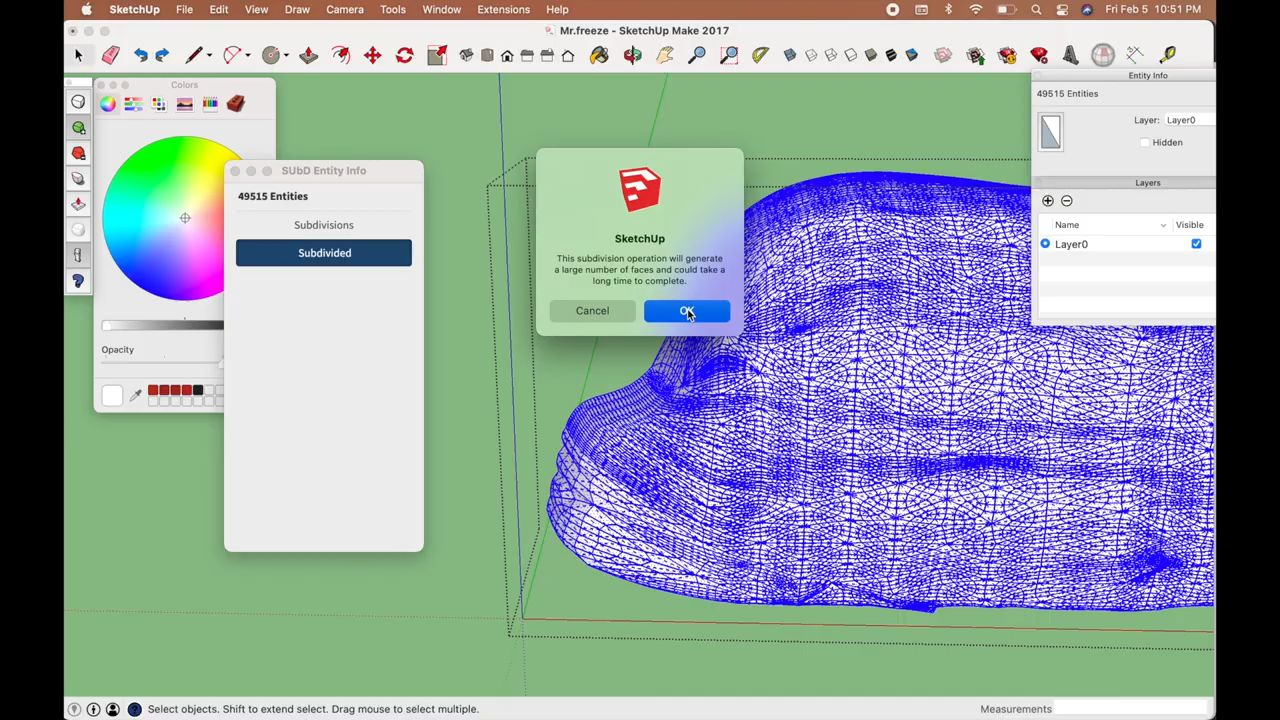 SketchUp File Edit View Draw Camera Tools Window Extensions Help Fri Feb 5 10:51 PM
Mr.freeze - SketchUp Make 2017
Colors
Opacity
SUbD Entity Info
49515 Entities
Subdivisions
Subdivided
SketchUp
This subdivision operation will generate
a large number of faces and could take a
long time to complete.
Cancel OK
Entity Info
49515 Entities
Layer: Layer0
Hidden
Layers
Name Visible
Layer0
Select objects. Shift to extend select. Drag mouse to select multiple.
Measurements